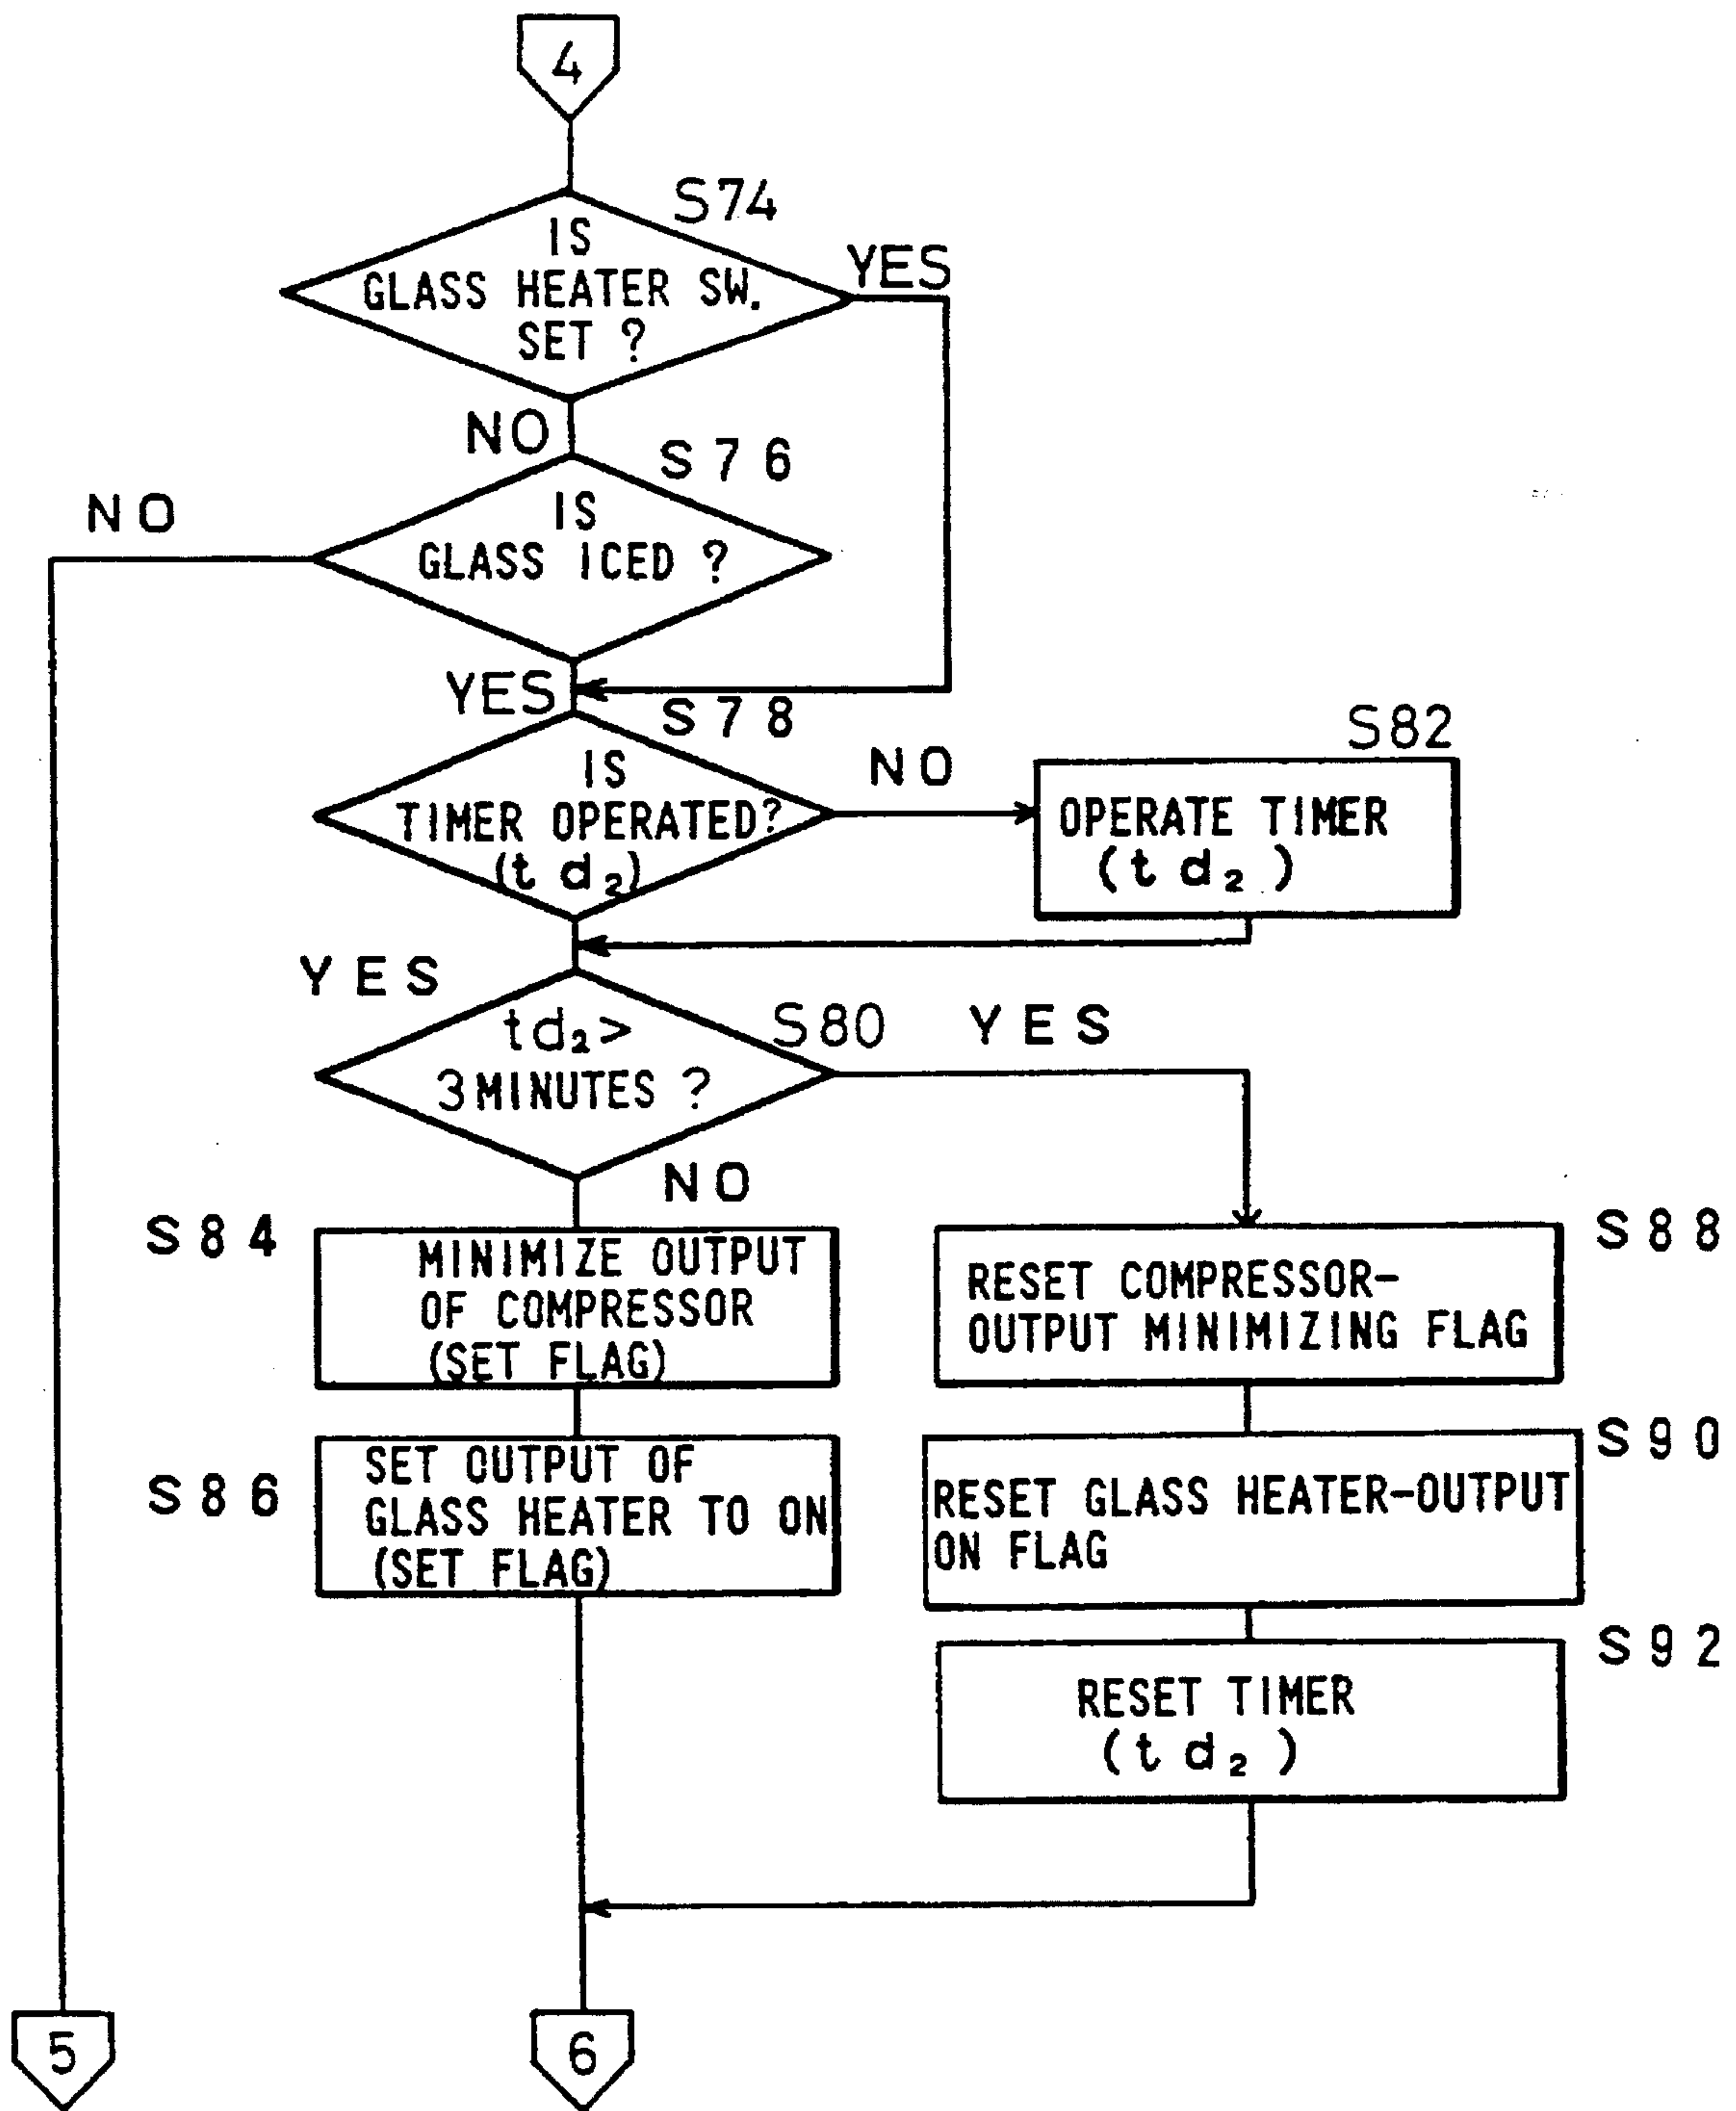 4
S74
IS
GLASS HEATER SW.
SET ?
YES
NO
S76
NO
IS
GLASS ICED ?
YES
S78
IS
TIMER OPERATED?
(td₂)
NO
S82
OPERATE TIMER
(td₂)
YES
S80
td₂>
3 MINUTES ?
YES
NO
S84
MINIMIZE OUTPUT
OF COMPRESSOR
(SET FLAG)
S88
RESET COMPRESSOR-
OUTPUT MINIMIZING FLAG
S86
SET OUTPUT OF
GLASS HEATER TO ON
(SET FLAG)
S90
RESET GLASS HEATER-OUTPUT
ON FLAG
S92
RESET TIMER
(td₂)
5
6